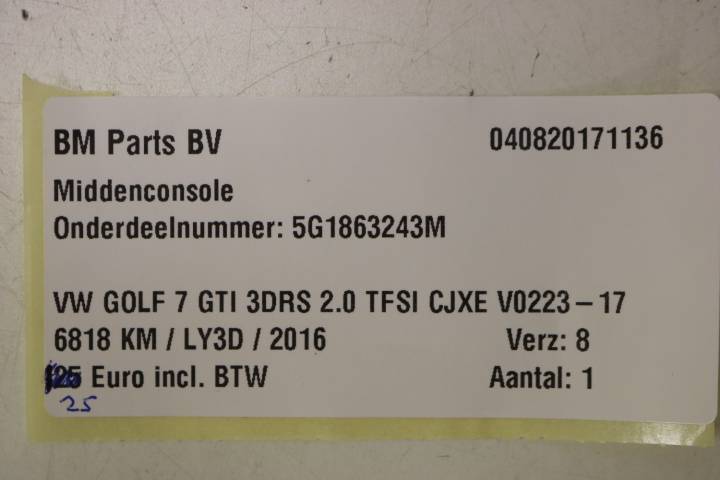 BM Parts BV 040820171136
Middenconsole
Onderdeelnummer: 5G1863243M
VW GOLF 7 GTI 3DRS 2.0 TFSI CJXE V0223-17
6818 KM / LY3D / 2016 Verz: 8
Euro incl. BTW Aantal: 1
25